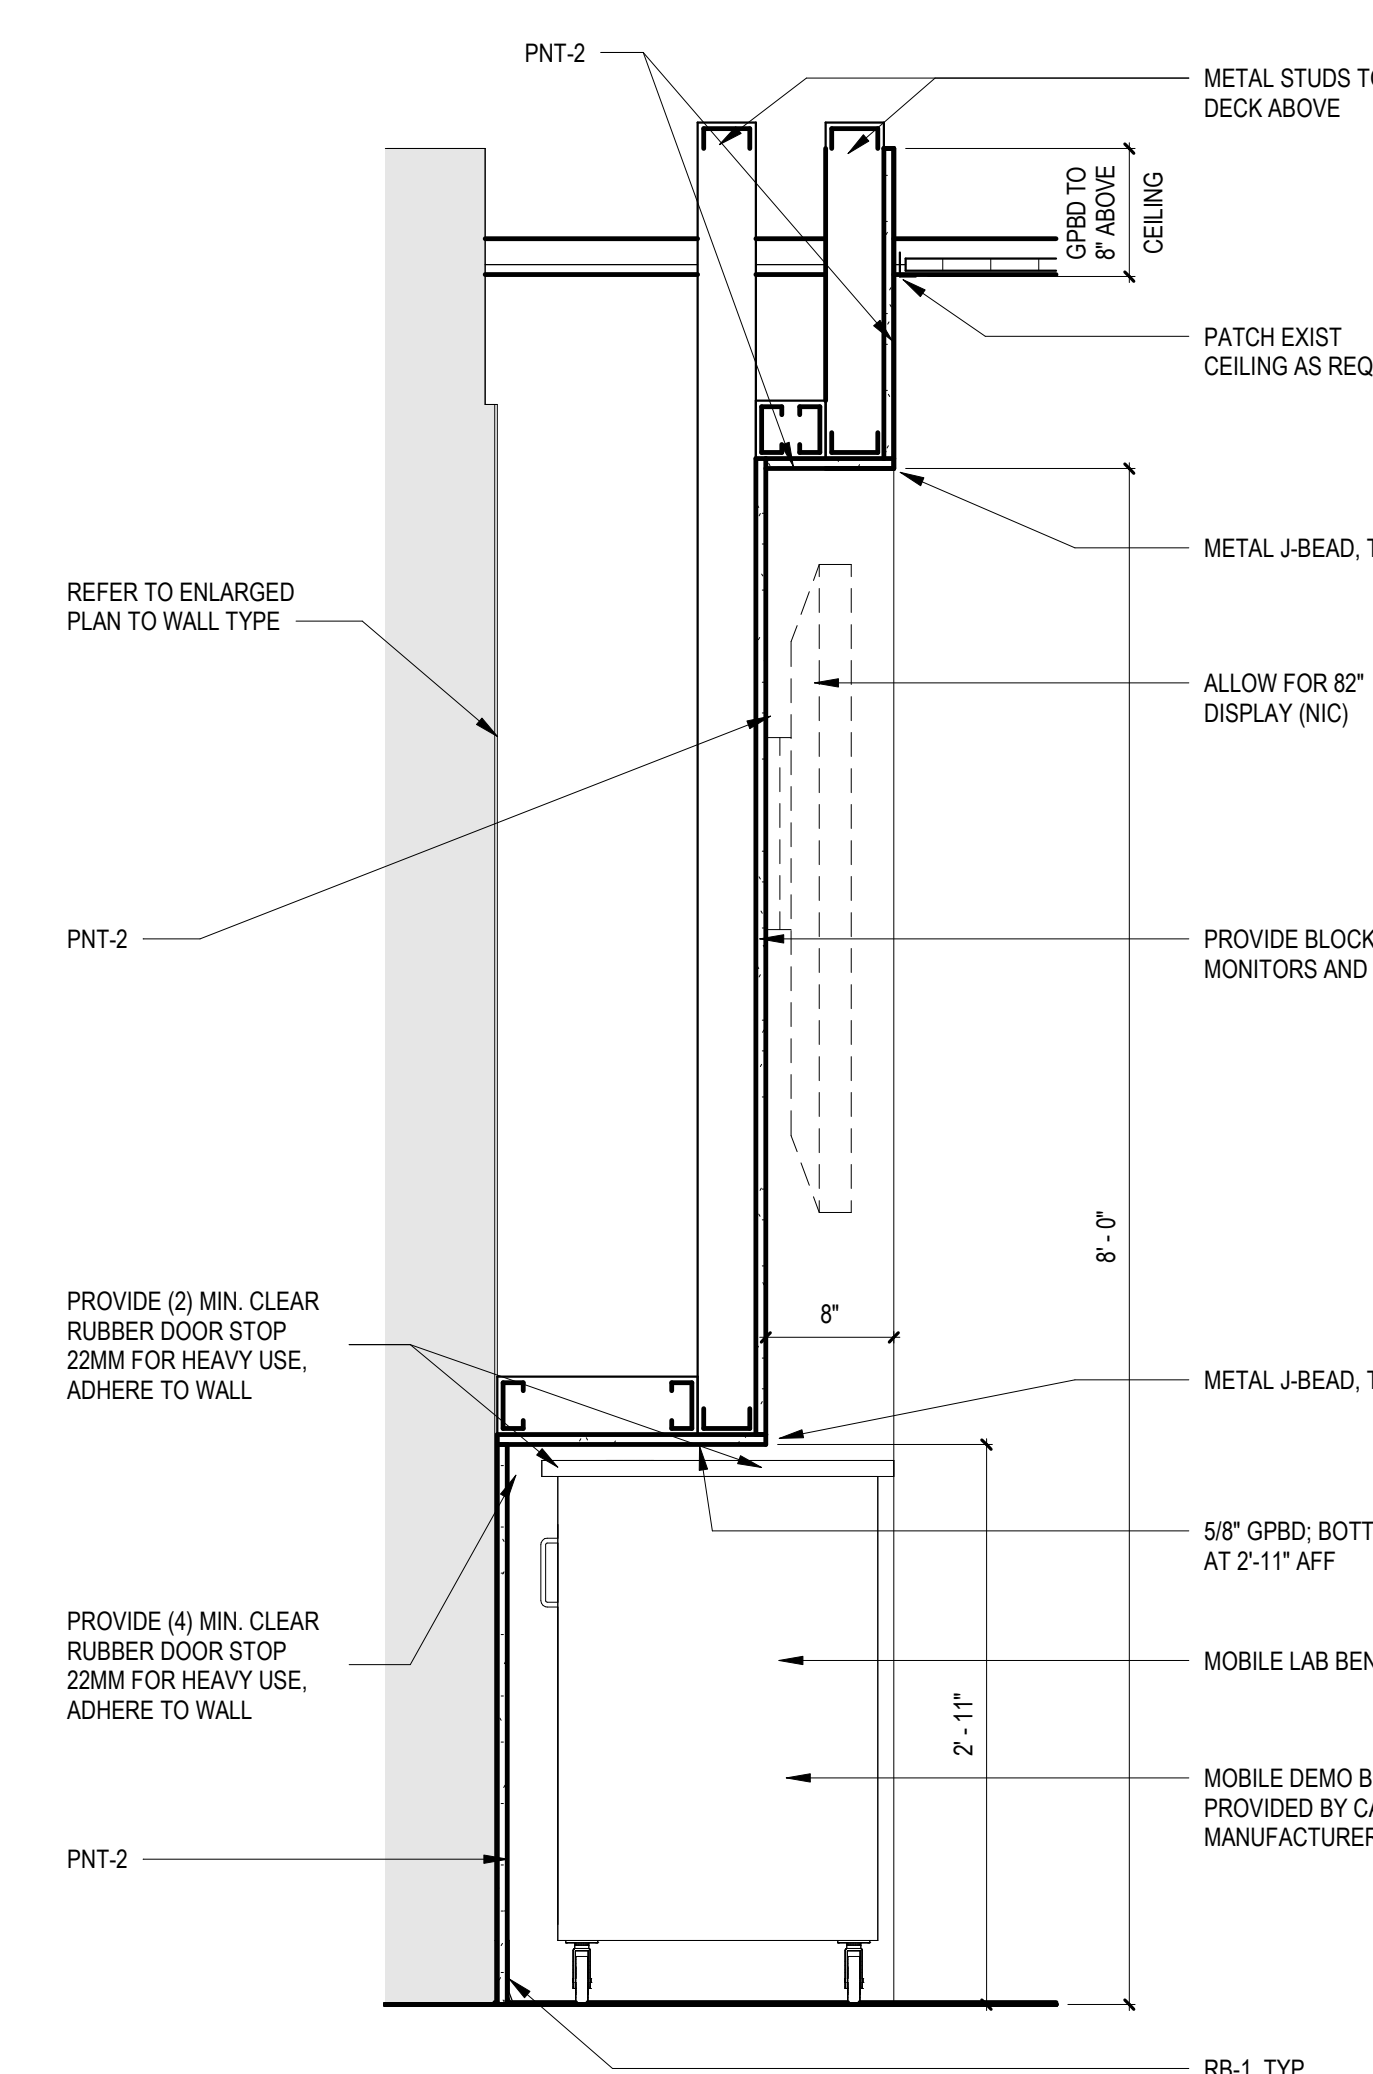 PNT-2
METAL STUDS TO
DECK ABOVE
GPBD TO
8" ABOVE
CEILING
PATCH EXIST
CEILING AS REQ
METAL J-BEAD,
REFER TO ENLARGED
PLAN TO WALL TYPE
ALLOW FOR 82"
DISPLAY (NIC)
PNT-2
PROVIDE BLOCK
MONITORS AND
8' - 0"
8"
PROVIDE (2) MIN. CLEAR
RUBBER DOOR STOP
22MM FOR HEAVY USE,
ADHERE TO WALL
METAL J-BEAD,
5/8" GPBD; BOTT
AT 2'-11" AFF
PROVIDE (4) MIN. CLEAR
RUBBER DOOR STOP
22MM FOR HEAVY USE,
ADHERE TO WALL
MOBILE LAB BEN
2' - 11"
MOBILE DEMO B
PROVIDED BY CA
MANUFACTURER
PNT-2
RB-1, TYP